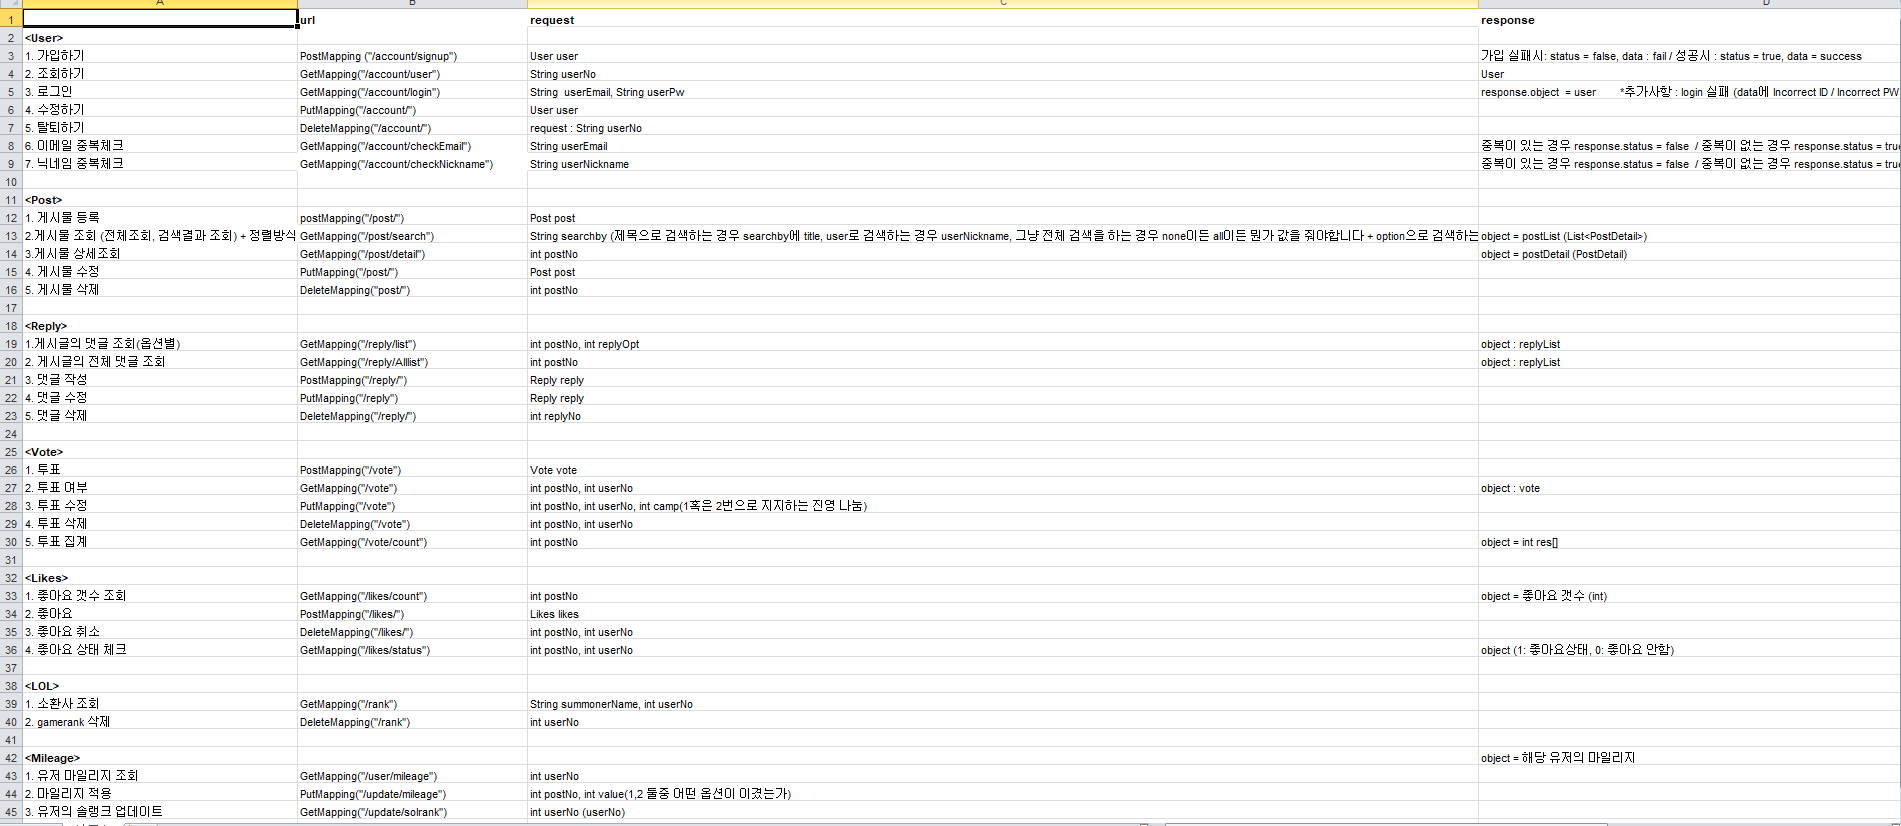 A B C D
1 url request response
2 <User>
3 1. 가입하기 PostMapping ("/account/signup") User user 가입 실패시: status = false, data : fail / 성공시 : status = true, data = success
4 2. 조회하기 GetMapping("/account/user") String userNo User
5 3. 로그인 GetMapping("/account/login") String userEmail, String userPw response.object = user *추가사항 : login 실패 (data에 Incorrect ID / Incorrect PW
6 4. 수정하기 PutMapping("/account/") User user
7 5. 탈퇴하기 DeleteMapping("/account/") request : String userNo
8 6. 이메일 중복체크 GetMapping("/account/checkEmail") String userEmail 중복이 있는 경우 response.status = false / 중복이 없는 경우 response.status = true
9 7. 닉네임 중복체크 GetMapping("/account/checkNickname") String userNickname 중복이 있는 경우 response.status = false / 중복이 없는 경우 response.status = true
10
11 <Post>
12 1. 게시물 등록 postMapping("/post/") Post post
13 2.게시물 조회 (전체조회, 검색결과 조회) + 정렬방식 GetMapping("/post/search") String searchby (제목으로 검색하는 경우 searchby에 title, user로 검색하는 경우 userNickname, 그냥 전체 검색을 하는 경우 none이든 all이든 뭔가 값을 줘야합니다 + option으로 검색하는 object = postList (List<PostDetail>)
14 3.게시물 상세조회 GetMapping("/post/detail") int postNo object = postDetail (PostDetail)
15 4. 게시물 수정 PutMapping("/post/") Post post
16 5. 게시물 삭제 DeleteMapping("post/") int postNo
17
18 <Reply>
19 1.게시글의 댓글 조회(옵션별) GetMapping("/reply/list") int postNo, int replyOpt object : replyList
20 2. 게시글의 전체 댓글 조회 GetMapping("/reply/Alllist") int postNo object : replyList
21 3. 댓글 작성 PostMapping("/reply/") Reply reply
22 4. 댓글 수정 PutMapping("/reply") Reply reply
23 5. 댓글 삭제 DeleteMapping("/reply/") int replyNo
24
25 <Vote>
26 1. 투표 PostMapping("/vote") Vote vote
27 2. 투표 여부 GetMapping("/vote") int postNo, int userNo object : vote
28 3. 투표 수정 PutMapping("/vote") int postNo, int userNo, int camp(1혹은 2번으로 지지하는 진영 나눔)
29 4. 투표 삭제 DeleteMapping("/vote") int postNo, int userNo
30 5. 투표 집계 GetMapping("/vote/count") int postNo object = int res[]
31
32 <Likes>
33 1. 좋아요 갯수 조회 GetMapping("/likes/count") int postNo object = 좋아요 갯수 (int)
34 2. 좋아요 PostMapping("/likes/") Likes likes
35 3. 좋아요 취소 DeleteMapping("/likes/") int postNo, int userNo
36 4. 좋아요 상태 체크 GetMapping("/likes/status") int postNo, int userNo object (1: 좋아요상태, 0: 좋아요 안함)
37
38 <LOL>
39 1. 소환사 조회 GetMapping("/rank") String summonerName, int userNo
40 2. gamerank 삭제 DeleteMapping("/rank") int userNo
41
42 <Mileage> object = 해당 유저의 마일리지
43 1. 유저 마일리지 조회 GetMapping("/user/mileage") int userNo
44 2. 마일리지 적용 PutMapping("/update/mileage") int postNo, int value(1,2 둘중 어떤 옵션이 이겼는가)
45 3. 유저의 솔랭크 업데이트 GetMapping("/update/solrank") int userNo (userNo)